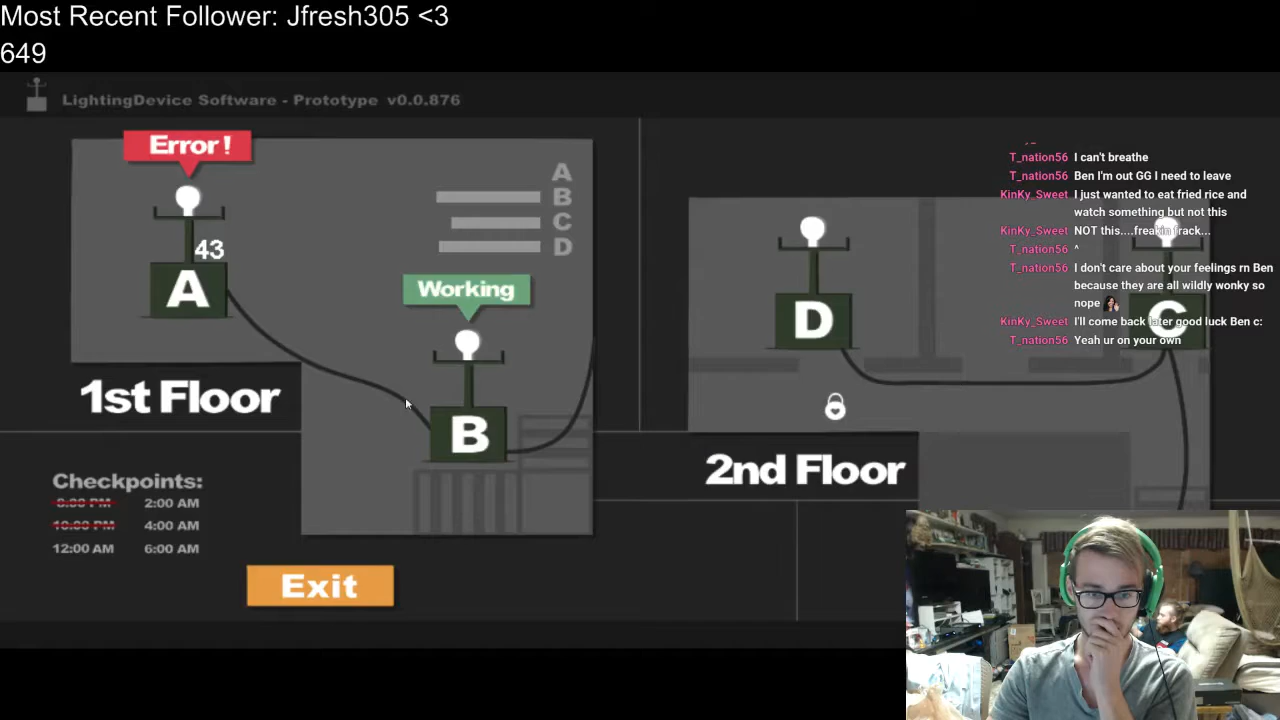 Most Recent Follower: Jfresh305 <3
649
LightingDevice Software - Prototype v0.0.876
Error !
A
B
C
D
43
A
Working
B
1st Floor
D
C
2nd Floor
T_nation56 I can't breathe
T_nation56 Ben I'm out GG I need to leave
KinKy_Sweet I just wanted to eat fried rice and
watch something but not this
KinKy_Sweet NOT this....freakin frack...
T_nation56 ^
T_nation56 I don't care about your feelings rn Ben
because they are all wildly wonky so
nope
KinKy_Sweet I'll come back later good luck Ben c:
T_nation56 Yeah ur on your own
Checkpoints:
8:00 PM 2:00 AM
10:00 PM 4:00 AM
12:00 AM 6:00 AM
Exit